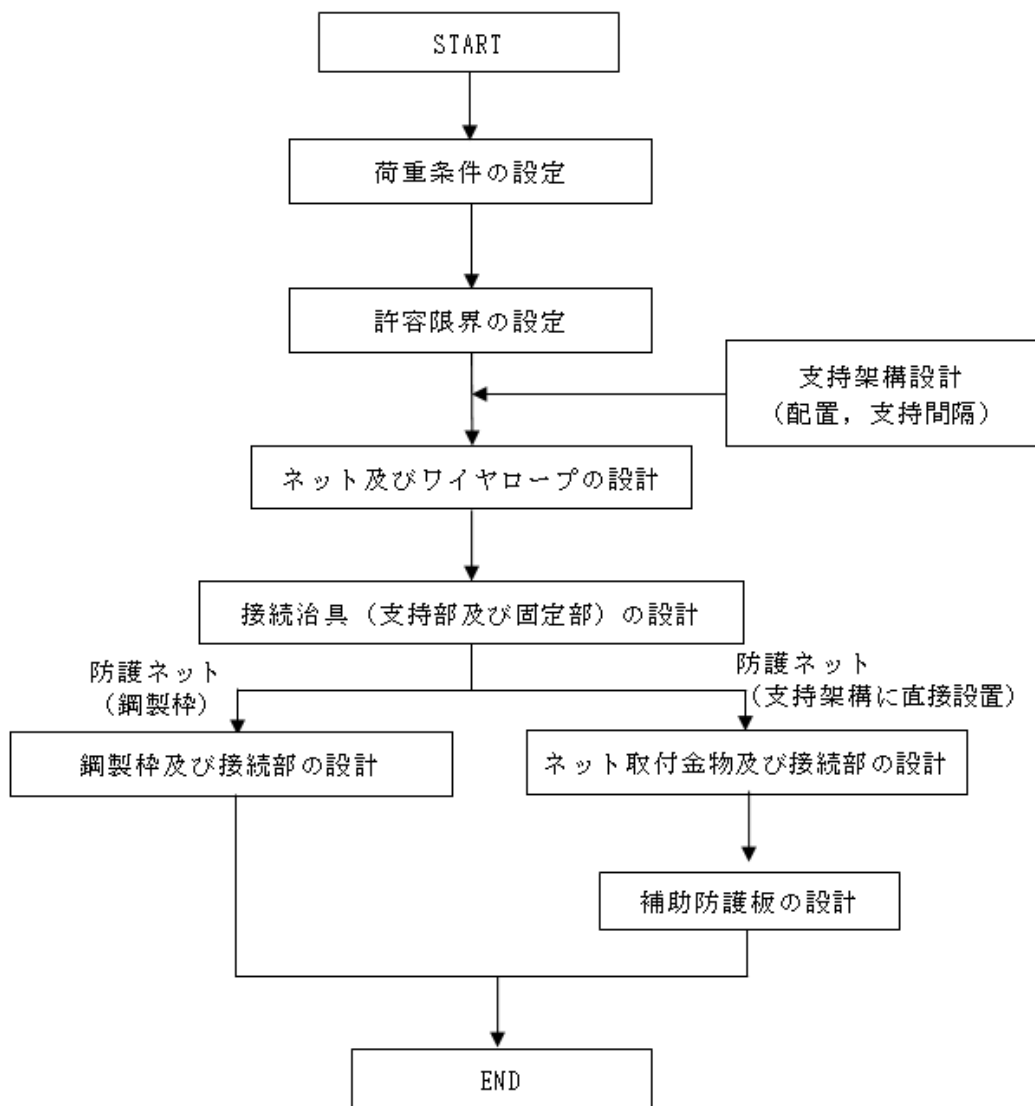 START
荷重条件の設定
許容限界の設定
支持架構設計
（配置，支持間隔）
ネット及びワイヤロープの設計
接続治具（支持部及び固定部）の設計
防護ネット
（鋼製枠）
防護ネット
（支持架構に直接設置）
鋼製枠及び接続部の設計
ネット取付金物及び接続部の設計
補助防護板の設計
END